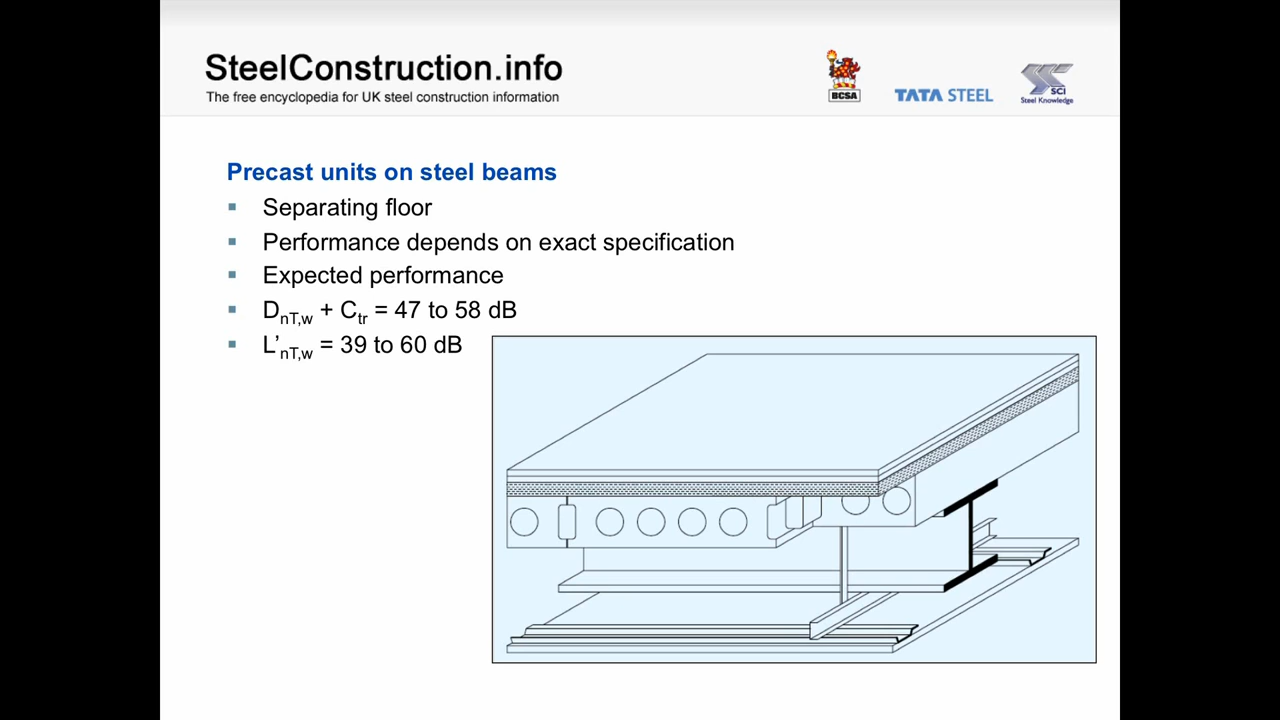 SteelConstruction.info
The free encyclopedia for UK steel construction information
BCSA
TATA STEEL
SCI
Steel Knowledge
Precast units on steel beams
▪ Separating floor
▪ Performance depends on exact specification
▪ Expected performance
▪ DnT,w + Ctr = 47 to 58 dB
▪ L’nT,w = 39 to 60 dB